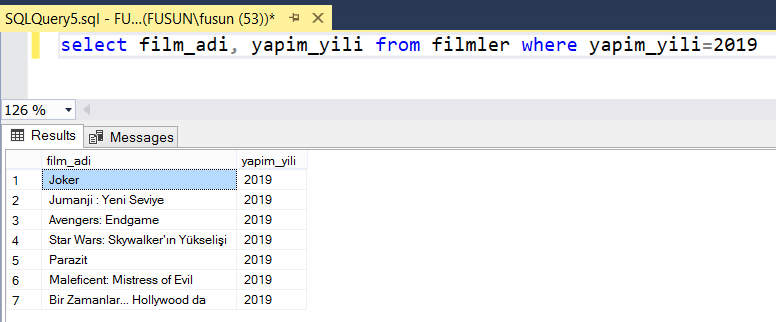 SQLQuery5.sql - FU...(FUSUN\fusun (53))*
select film_adi, yapim_yili from filmler where yapim_yili=2019
126 %
Results Messages
film_adi yapim_yili
1 Joker 2019
2 Jumanji : Yeni Seviye 2019
3 Avengers: Endgame 2019
4 Star Wars: Skywalker'ın Yükselişi 2019
5 Parazit 2019
6 Maleficent: Mistress of Evil 2019
7 Bir Zamanlar... Hollywood da 2019